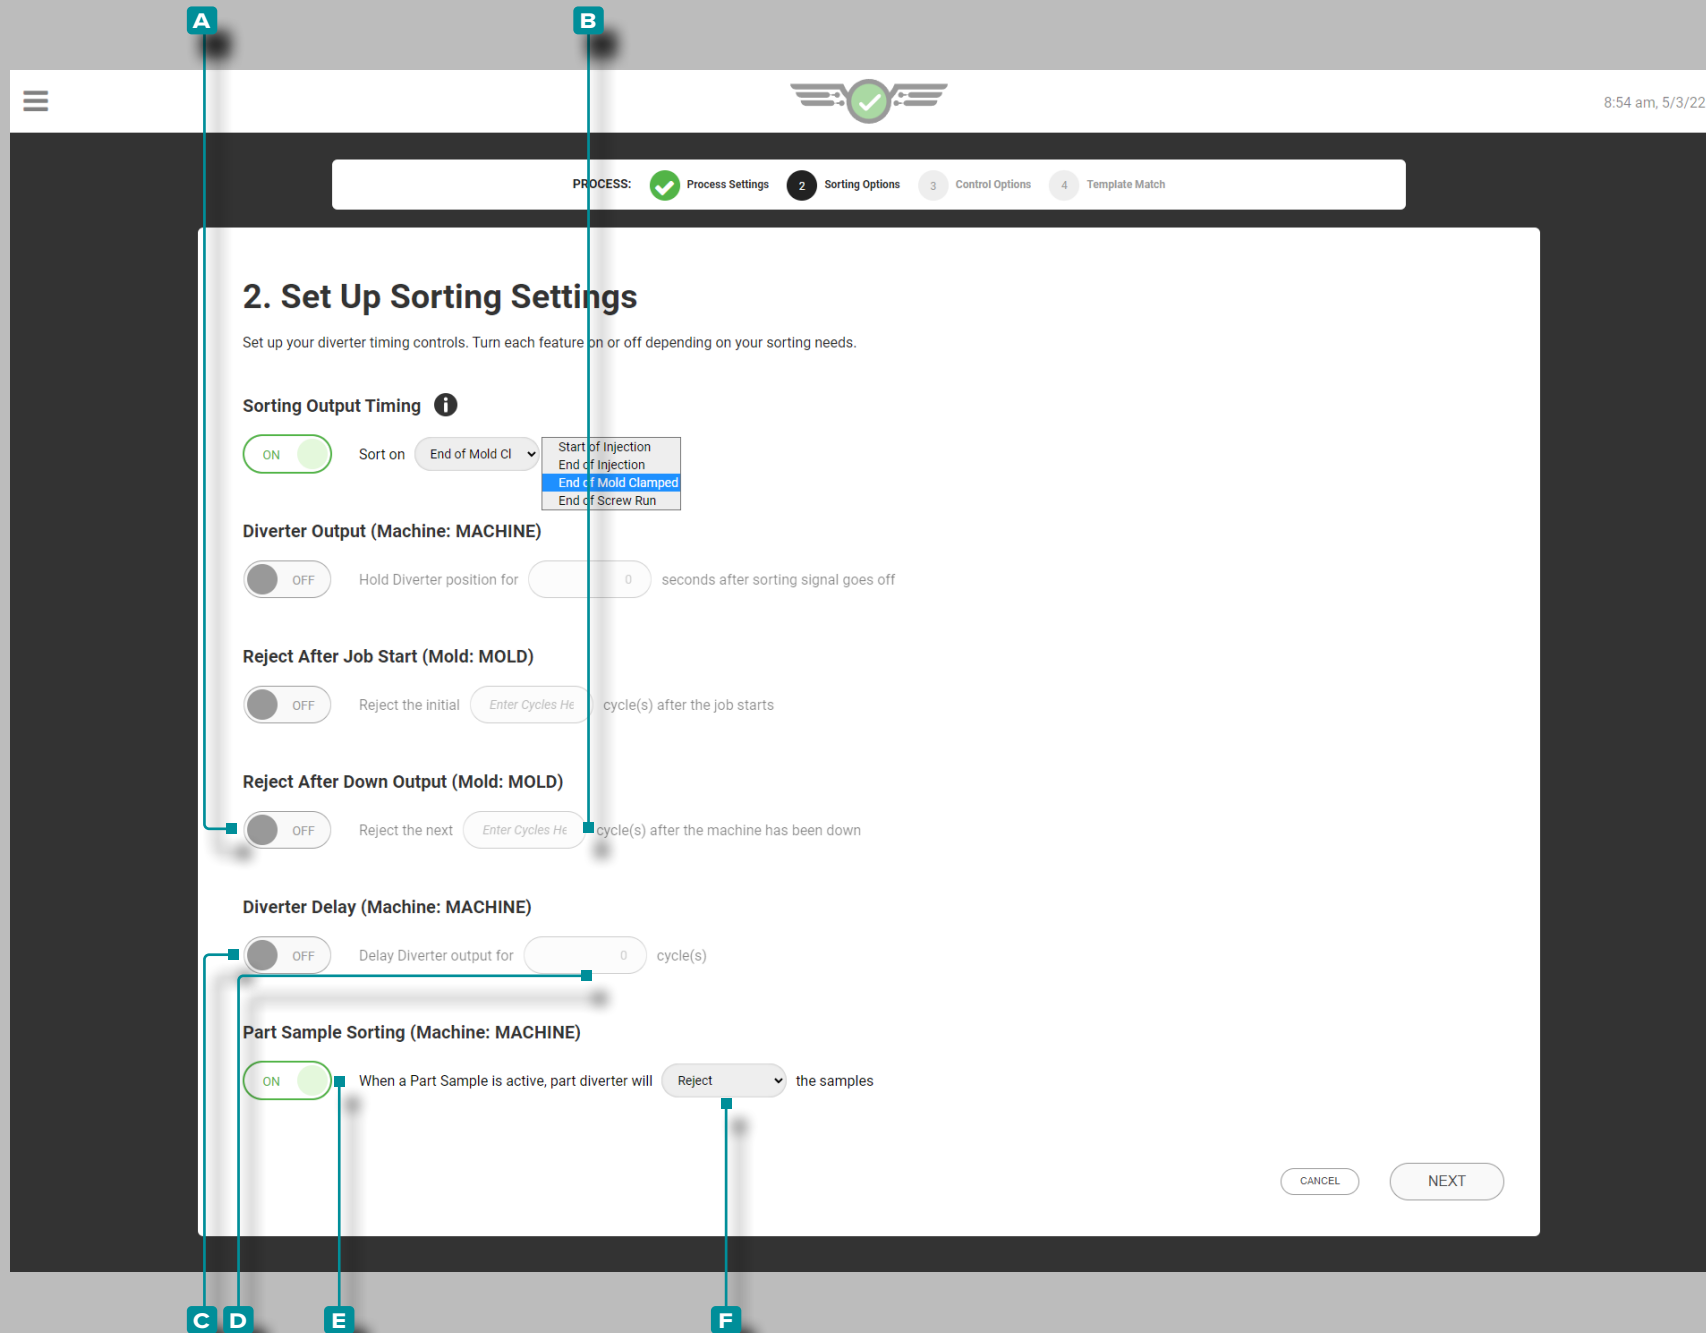 A
B
8:54 am, 5/3/22
PROCESS: Process Settings 2 Sorting Options 3 Control Options 4 Template Match
2. Set Up Sorting Settings
Set up your diverter timing controls. Turn each feature on or off depending on your sorting needs.
Sorting Output Timing i
ON Sort on End of Mold Cl
Start of Injection
End of Injection
End of Mold Clamped
End of Screw Run
Diverter Output (Machine: MACHINE)
OFF Hold Diverter position for 0 seconds after sorting signal goes off
Reject After Job Start (Mold: MOLD)
OFF Reject the initial Enter Cycles He cycle(s) after the job starts
Reject After Down Output (Mold: MOLD)
OFF Reject the next Enter Cycles He cycle(s) after the machine has been down
Diverter Delay (Machine: MACHINE)
OFF Delay Diverter output for 0 cycle(s)
Part Sample Sorting (Machine: MACHINE)
ON When a Part Sample is active, part diverter will Reject the samples
CANCEL NEXT
C D E F